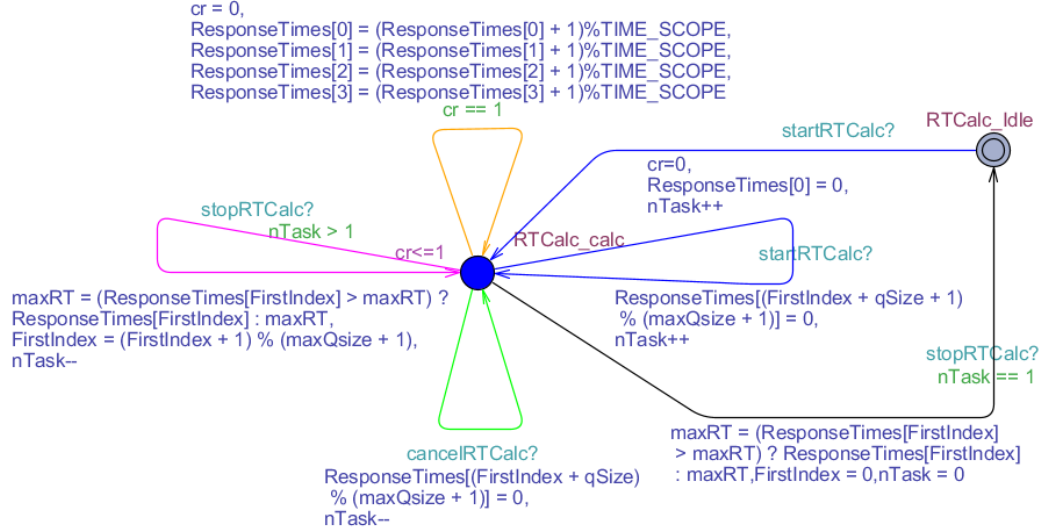 cr = 0,
ResponseTimes[0] = (ResponseTimes[0] + 1)%TIME_SCOPE,
ResponseTimes[1] = (ResponseTimes[1] + 1)%TIME_SCOPE,
ResponseTimes[2] = (ResponseTimes[2] + 1)%TIME_SCOPE,
ResponseTimes[3] = (ResponseTimes[3] + 1)%TIME_SCOPE
cr == 1
startRTCalc?
RTCalc_Idle
cr=0,
ResponseTimes[0] = 0,
nTask++
stopRTCalc?
nTask > 1
cr<=1
RTCalc_calc
startRTCalc?
maxRT = (ResponseTimes[FirstIndex] > maxRT) ?
ResponseTimes[FirstIndex] : maxRT,
FirstIndex = (FirstIndex + 1) % (maxQsize + 1),
nTask--
ResponseTimes[(FirstIndex + qSize + 1)
% (maxQsize + 1)] = 0,
nTask++
stopRTCalc?
nTask == 1
cancelRTCalc?
ResponseTimes[(FirstIndex + qSize)
% (maxQsize + 1)] = 0,
nTask--
maxRT = (ResponseTimes[FirstIndex]
> maxRT) ? ResponseTimes[FirstIndex]
: maxRT,FirstIndex = 0,nTask = 0